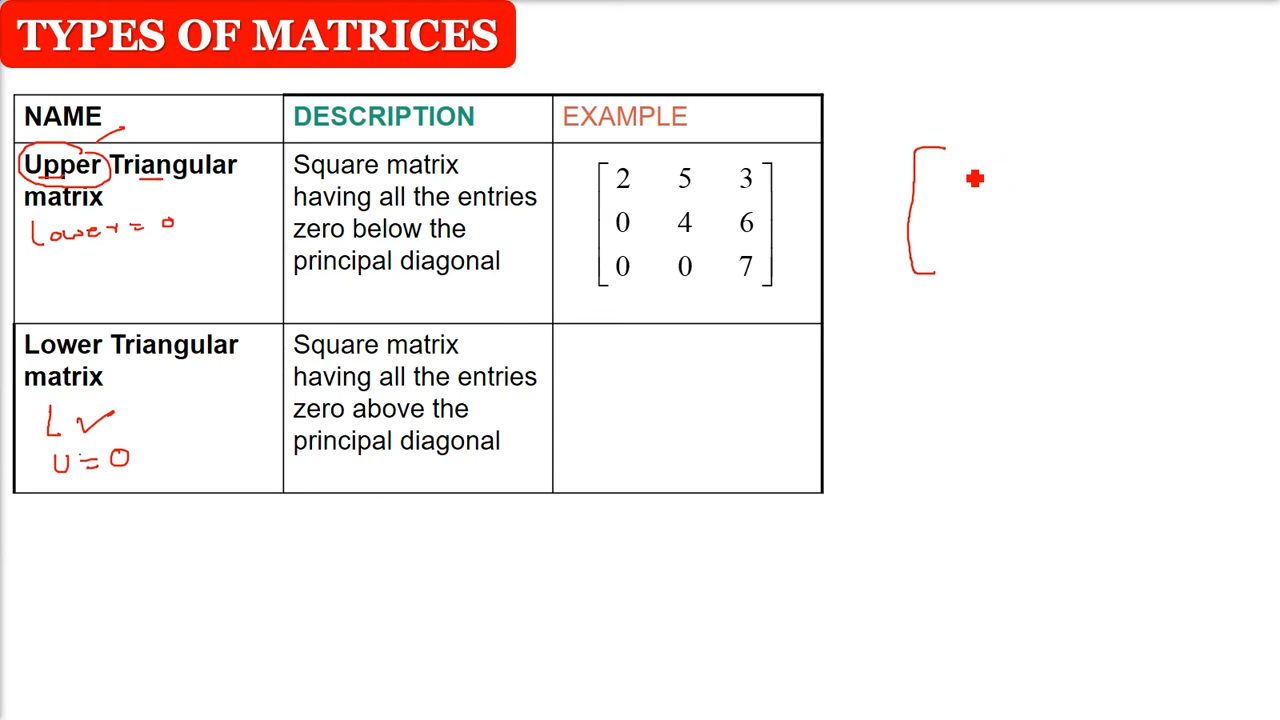 TYPES OF MATRICES
NAME DESCRIPTION EXAMPLE
Upper Triangular
matrix
Lower = 0
Square matrix
having all the entries
zero below the
principal diagonal
2 5 3
0 4 6
0 0 7
Lower Triangular
matrix
L ✓
U = 0
Square matrix
having all the entries
zero above the
principal diagonal